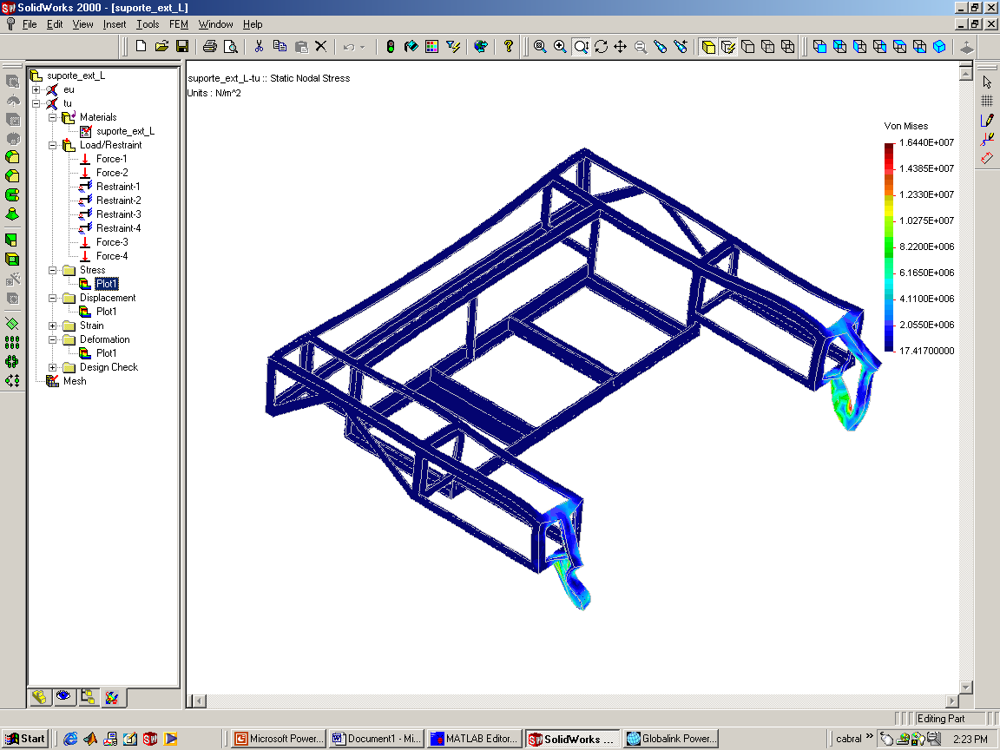 SolidWorks 2000 - [suporte_ext_L]
File Edit View Insert Tools FEM Window Help
suporte_ext_L
eu
tu
Materials
suporte_ext_L
Load/Restraint
Force-1
Force-2
Restraint-1
Restraint-2
Restraint-3
Restraint-4
Force-3
Force-4
Stress
Plot1
Displacement
Plot1
Strain
Deformation
Plot1
Design Check
Mesh
suporte_ext_L-tu :: Static Nodal Stress
Units : N/m^2
Von Mises
1.6440E+007
1.4385E+007
1.2330E+007
1.0275E+007
8.2200E+006
6.1650E+006
4.1100E+006
2.0550E+006
17.41700000
Editing Part
Start
Microsoft Power...
Document1 - Mi...
MATLAB Editor...
SolidWorks ...
Globalink Power...
cabral
2:23 PM